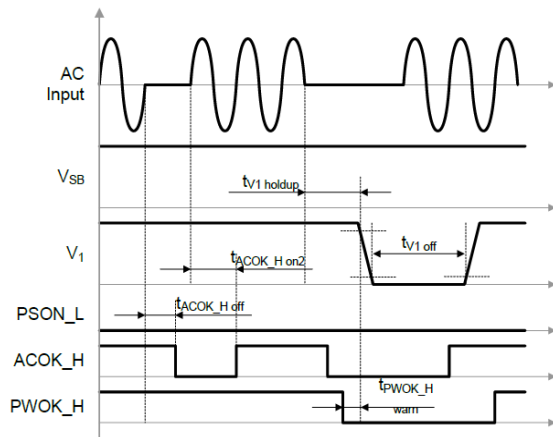 AC
Input
VSB
tV1 holdup
V1
tV1 off
tACOK_H on2
tACOK_H off
PSON_L
ACOK_H
tPWOK_H
warn
PWOK_H